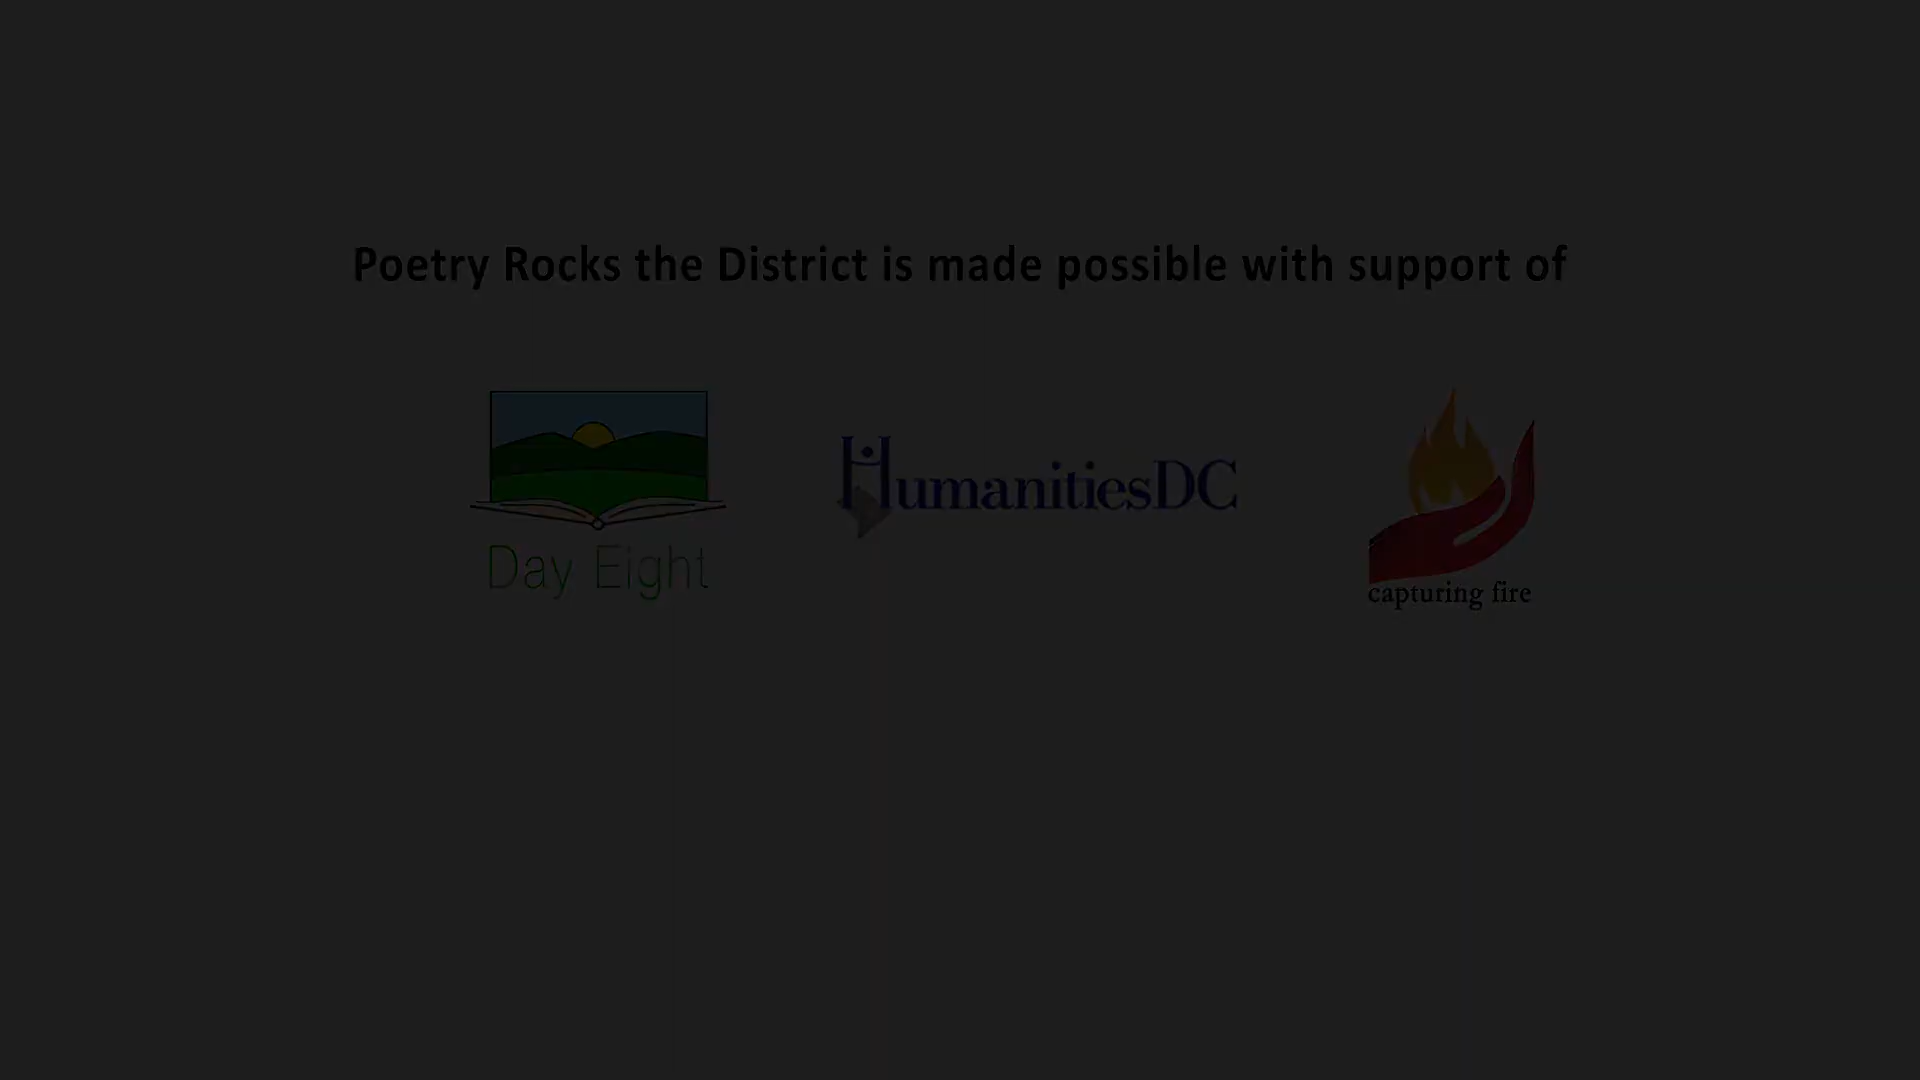 Poetry Rocks the District is made possible with support of
Day Eight
HumanitiesDC
capturing fire